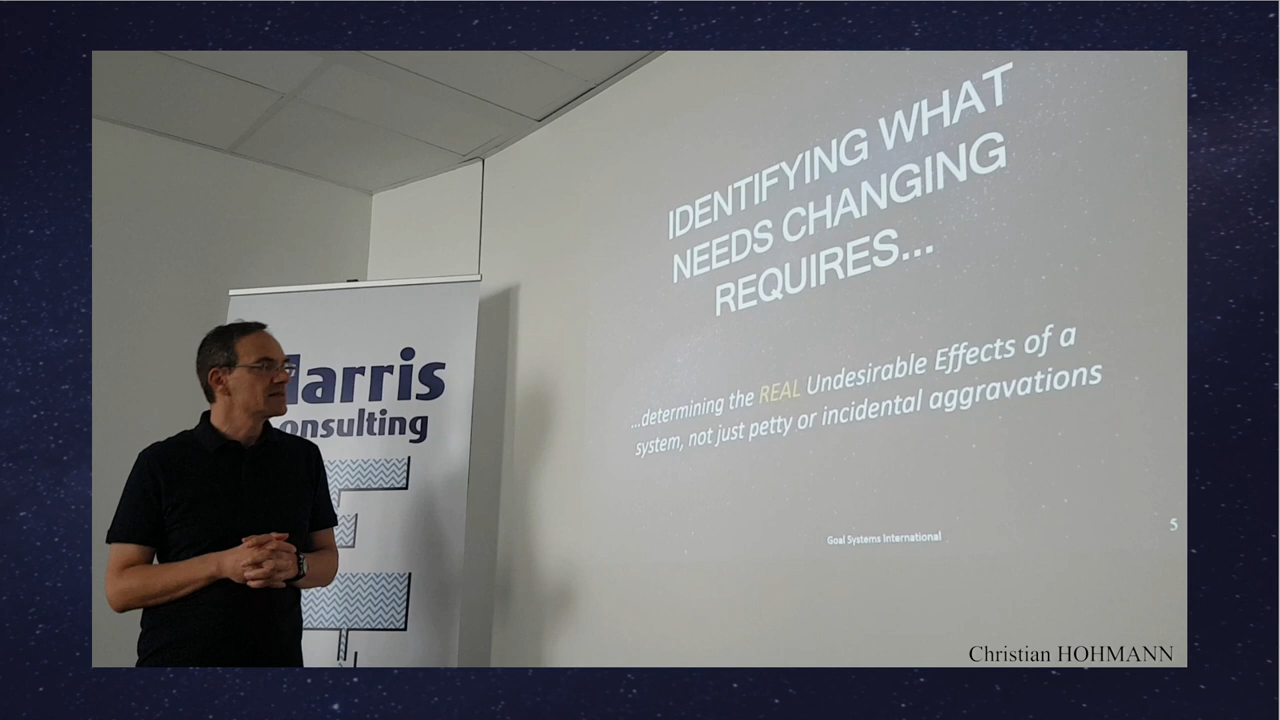 IDENTIFYING WHAT
NEEDS CHANGING
REQUIRES...
...determining the REAL Undesirable Effects of a
system, not just petty or incidental aggravations
Goal Systems International
5
Harris
onsulting
Christian HOHMANN